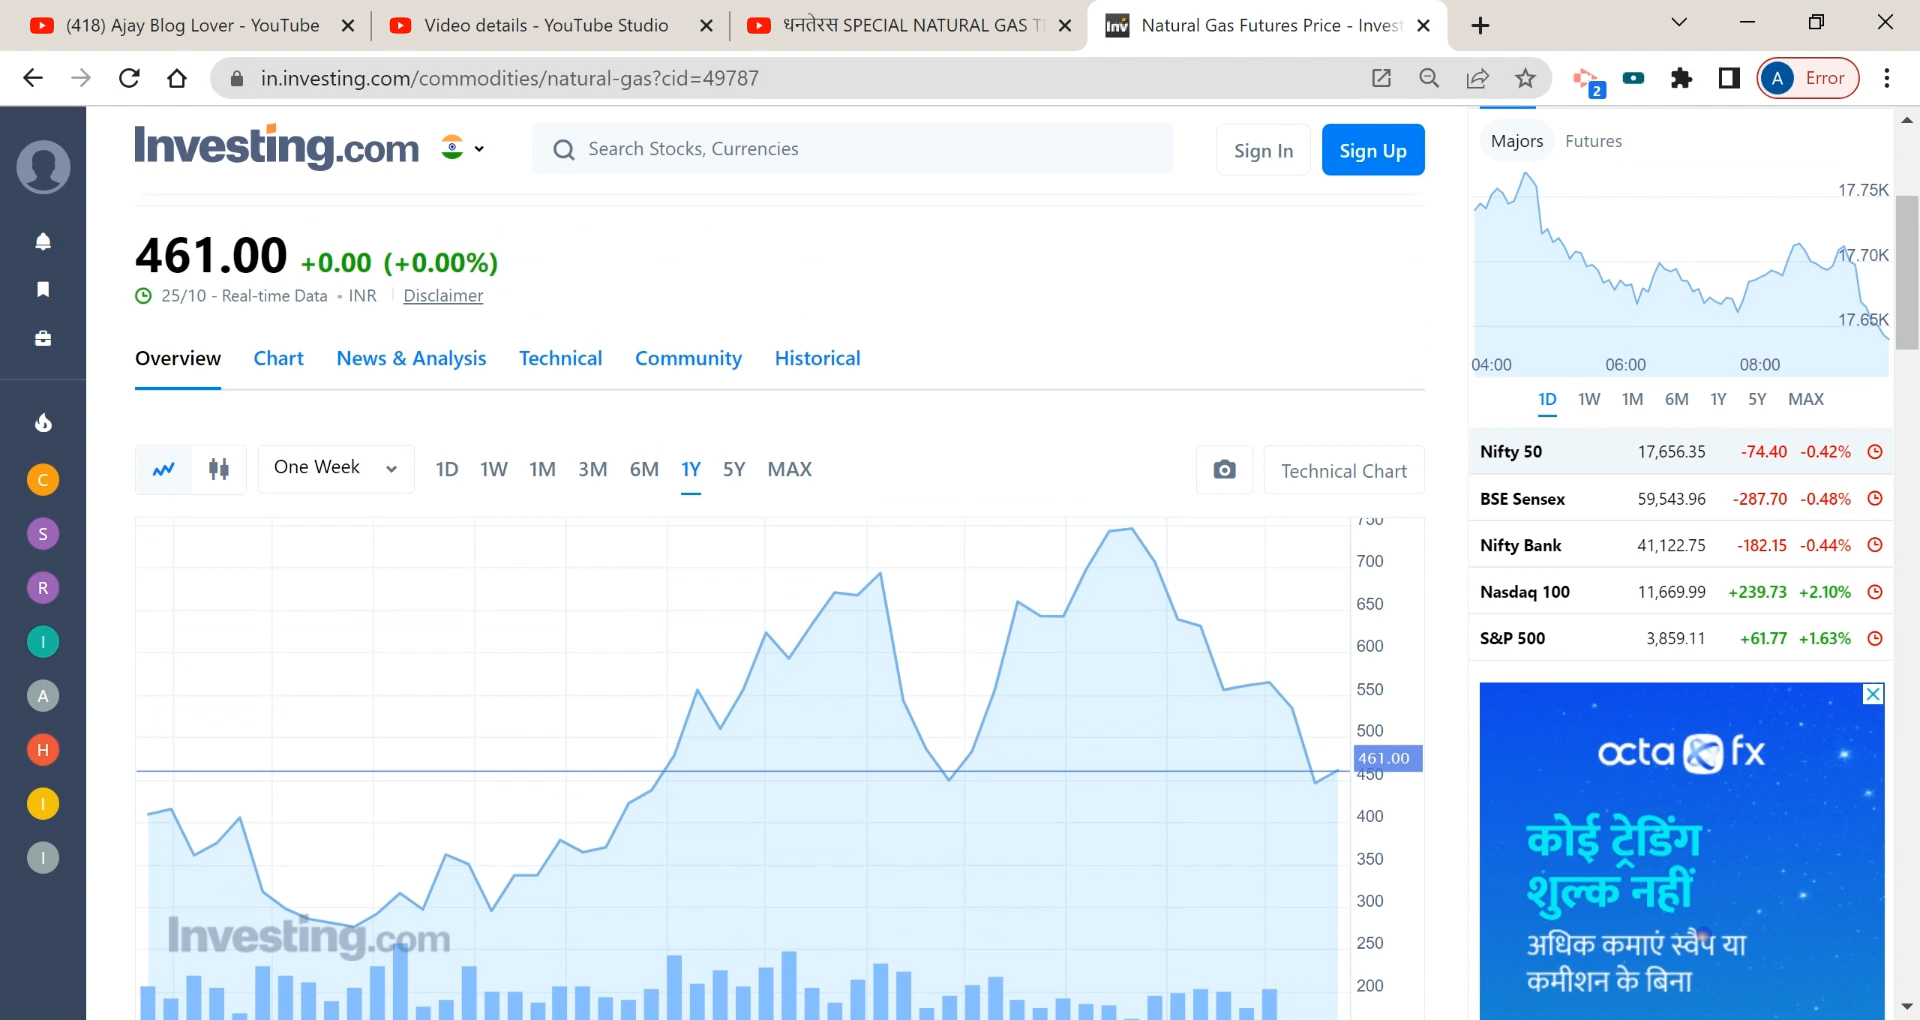 (418) Ajay Blog Lover - YouTube
Video details - YouTube Studio
धनतेरस SPECIAL NATURAL GAS
Natural Gas Futures Price - Invest
in.investing.com/commodities/natural-gas?cid=49787
2
A Error
Investing.com
Search Stocks, Currencies
Sign In
Sign Up
461.00 +0.00 (+0.00%)
25/10 - Real-time Data • INR Disclaimer
Overview Chart News & Analysis Technical Community Historical
One Week 1D 1W 1M 3M 6M 1Y 5Y MAX
Technical Chart
750
700
650
600
550
500
461.00
450
400
350
300
250
200
Investing.com
C
S
R
I
A
H
I
I
Majors Futures
17.75K
17.70K
17.65K
04:00 06:00 08:00
1D 1W 1M 6M 1Y 5Y MAX
Nifty 50 17,656.35 -74.40 -0.42%
BSE Sensex 59,543.96 -287.70 -0.48%
Nifty Bank 41,122.75 -182.15 -0.44%
Nasdaq 100 11,669.99 +239.73 +2.10%
S&P 500 3,859.11 +61.77 +1.63%
octa fx
कोई ट्रेडिंग
शुल्क नहीं
अधिक कमाएं स्वैप या
कमीशन के बिना